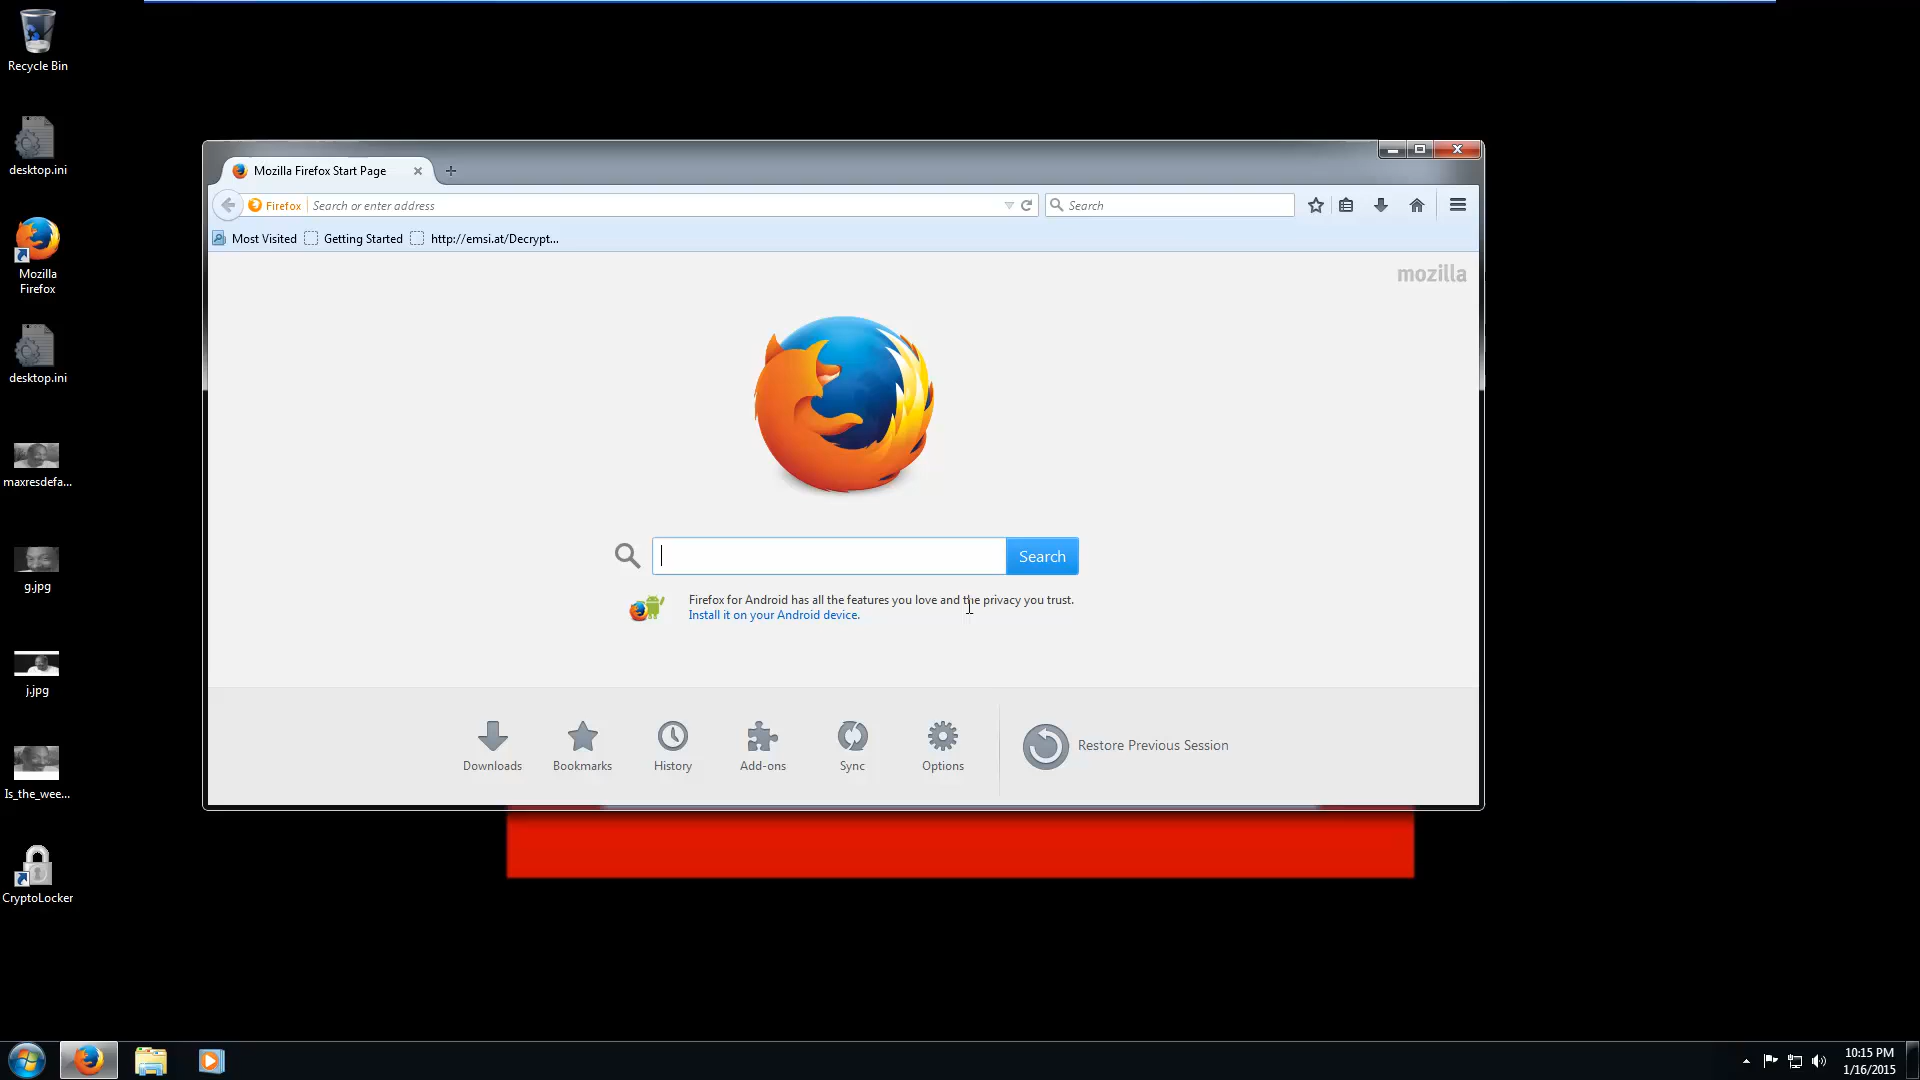 Recycle Bin
desktop.ini
Mozilla
Firefox
desktop.ini
maxresdefa...
g.jpg
j.jpg
Is_the_wee...
CryptoLocker
Mozilla Firefox Start Page
Firefox
Search or enter address
Search
Most Visited
Getting Started
http://emsi.at/Decrypt...
mozilla
Search
Firefox for Android has all the features you love and the privacy you trust.
Install it on your Android device.
Downloads
Bookmarks
History
Add-ons
Sync
Options
Restore Previous Session
10:15 PM
1/16/2015